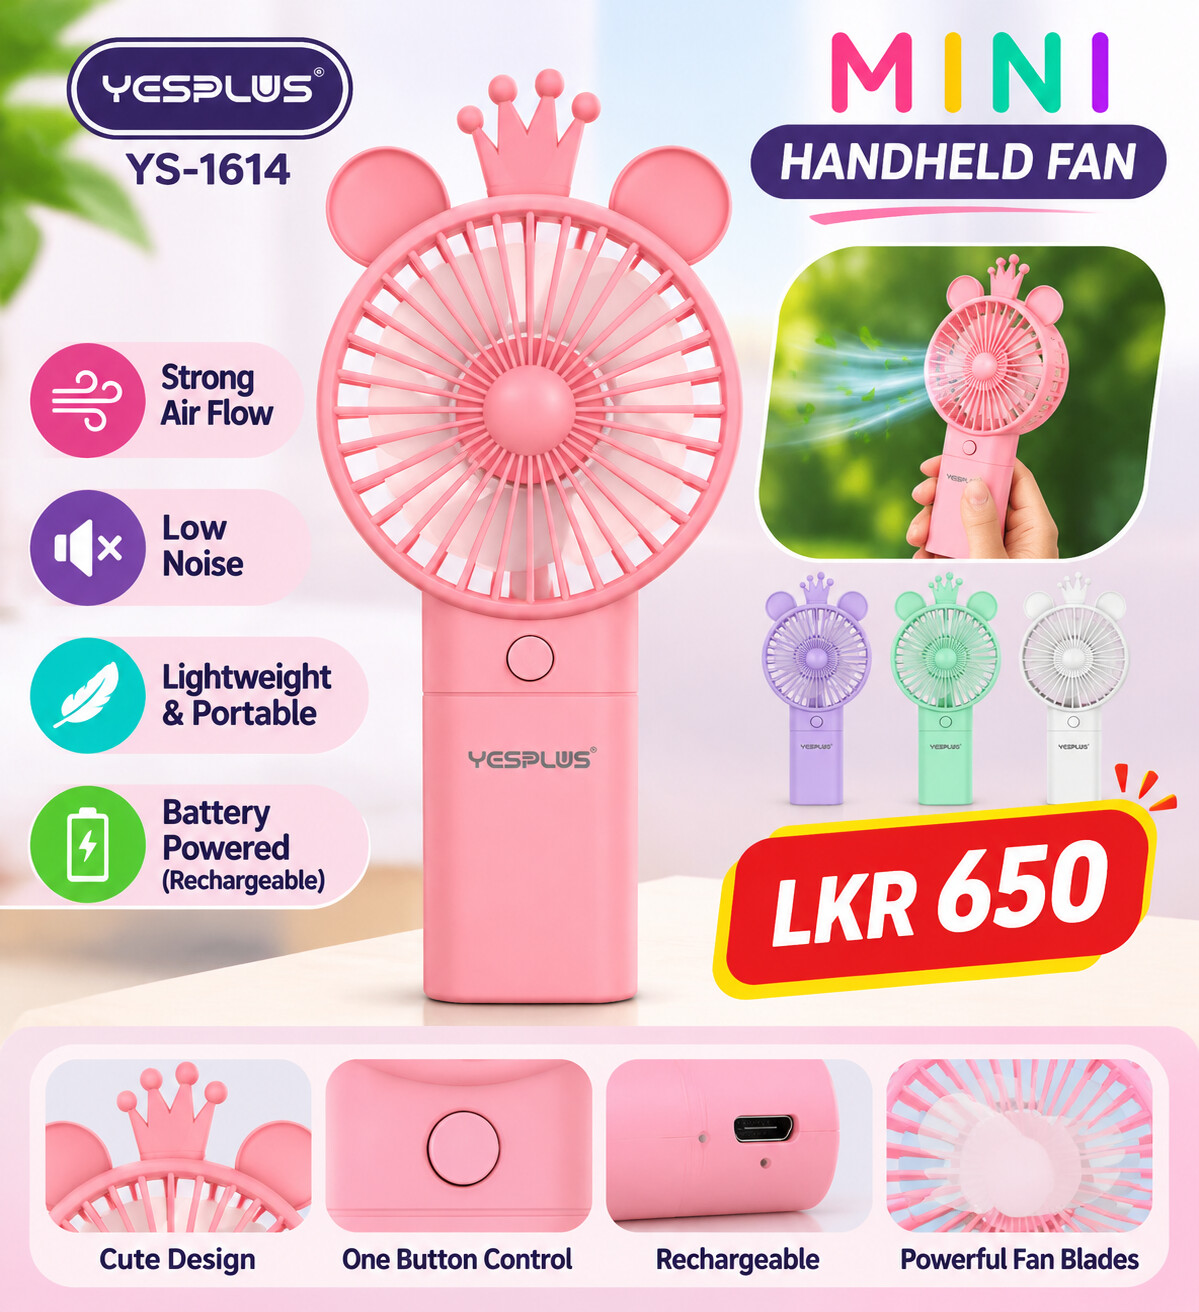 YESPLUS®
YS-1614
MINI
HANDHELD FAN
Strong
Air Flow
Low
Noise
Lightweight
& Portable
Battery
Powered
(Rechargeable)
YESPLUS®
YESPLUS®
YESPLUS®
YESPLUS®
LKR 650
Cute Design
One Button Control
Rechargeable
Powerful Fan Blades